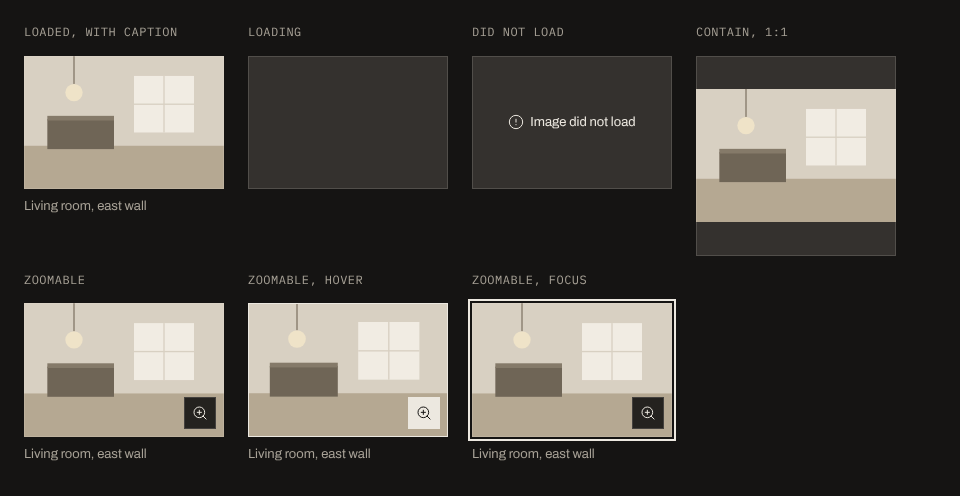 LOADED, WITH CAPTION
LOADING
DID NOT LOAD
CONTAIN, 1:1
Image did not load
Living room, east wall
ZOOMABLE
ZOOMABLE, HOVER
ZOOMABLE, FOCUS
Living room, east wall
Living room, east wall
Living room, east wall